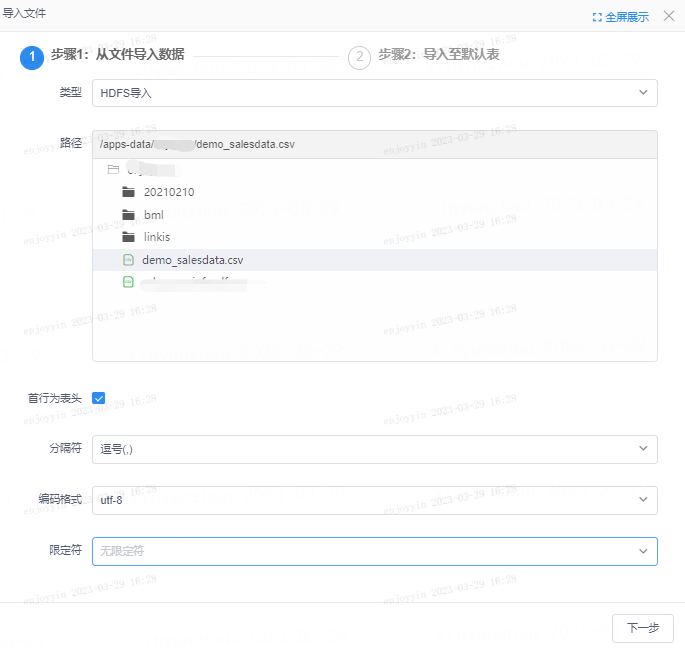 导入文件
全屏展示
1 步骤1：从文件导入数据
2 步骤2：导入至默认表
类型 HDFS导入
路径 /apps-data/ /demo_salesdata.csv
20210210
bml
linkis
demo_salesdata.csv
首行为表头
分隔符 逗号(,)
编码格式 utf-8
限定符 无限定符
下一步
enjoyyin 2023-03-29 16:28